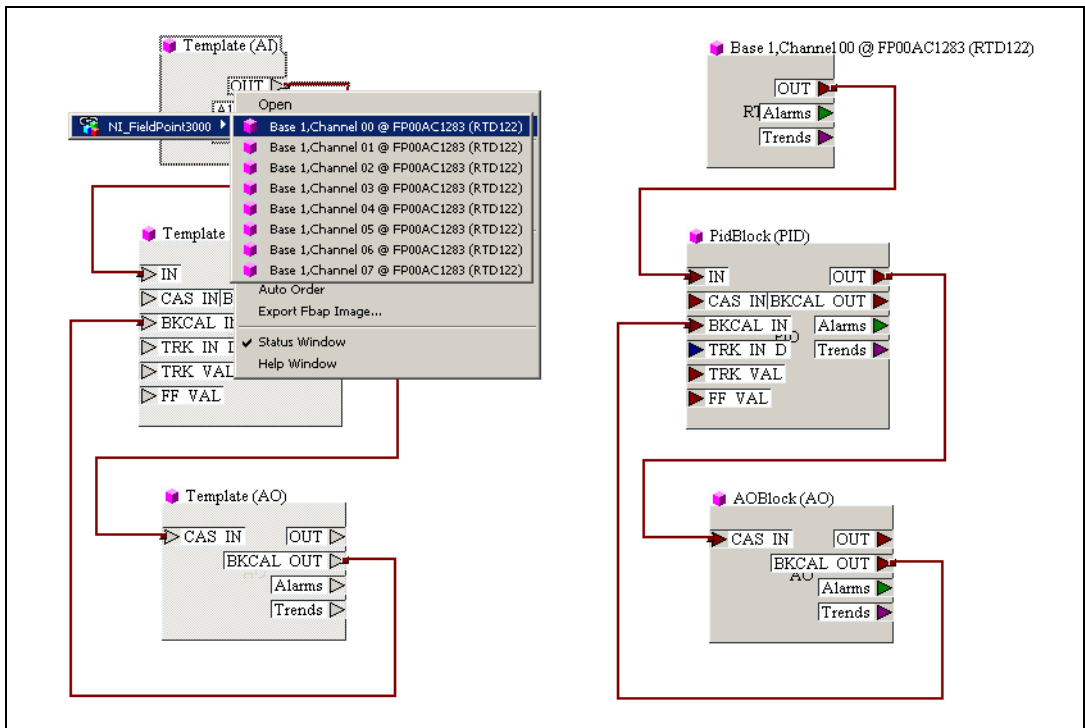 Template (AI)
OUT
Open
NI_FieldPoint3000
Base 1,Channel 00 @ FP00AC1283 (RTD122)
Base 1,Channel 01 @ FP00AC1283 (RTD122)
Base 1,Channel 02 @ FP00AC1283 (RTD122)
Base 1,Channel 03 @ FP00AC1283 (RTD122)
Base 1,Channel 04 @ FP00AC1283 (RTD122)
Base 1,Channel 05 @ FP00AC1283 (RTD122)
Base 1,Channel 06 @ FP00AC1283 (RTD122)
Base 1,Channel 07 @ FP00AC1283 (RTD122)
Auto Order
Export Fbap Image...
Status Window
Help Window
Template
IN
CAS IN B
BKCAL IN
TRK IN D
TRK VAL
FF VAL
Template (AO)
CAS IN OUT
BKCAL OUT
Alarms
Trends
Base 1,Channel 00 @ FP00AC1283 (RTD122)
OUT
RT Alarms
Trends
PidBlock (PID)
IN OUT
CAS IN BKCAL OUT
BKCAL IN Alarms
PID
TRK IN D Trends
TRK VAL
FF VAL
AOBlock (AO)
CAS IN OUT
BKCAL OUT
AO
Alarms
Trends